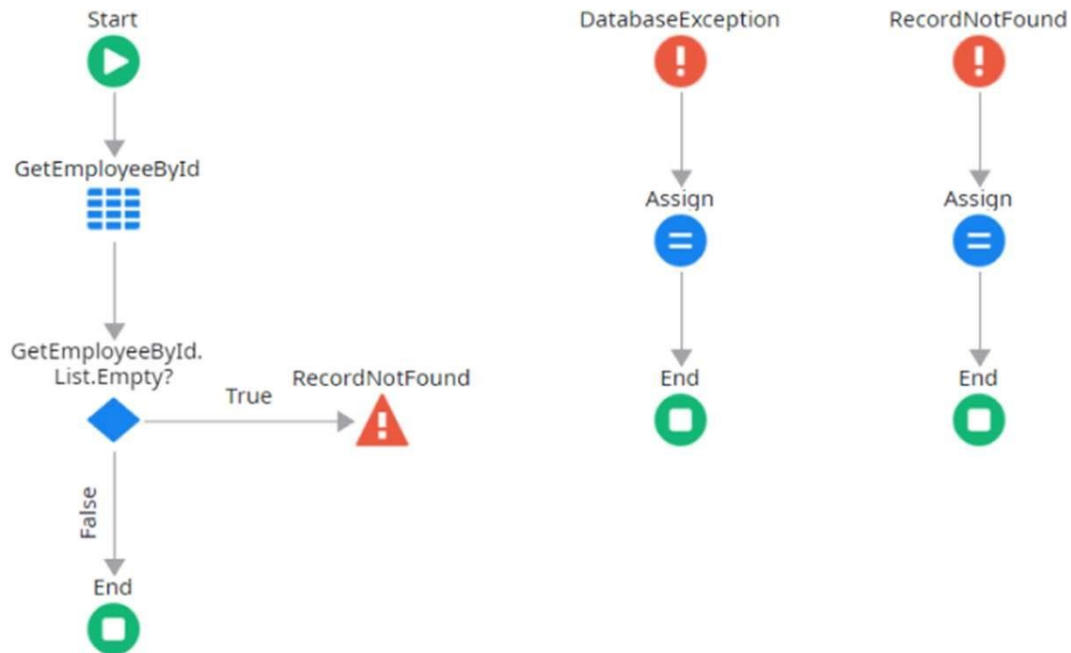 Start
GetEmployeeById
GetEmployeeById.
List.Empty?
True
RecordNotFound
False
End
DatabaseException
Assign
End
RecordNotFound
Assign
End